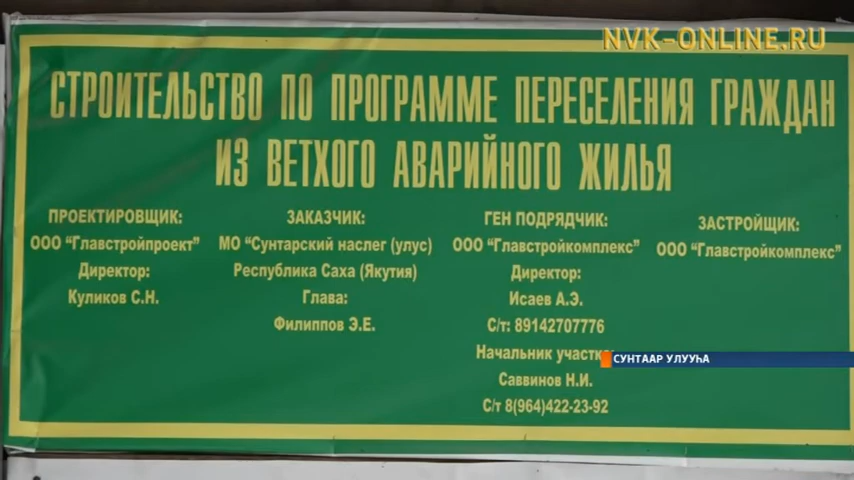 NVK-ONLINE.RU
СТРОИТЕЛЬСТВО ПО ПРОГРАММЕ ПЕРЕСЕЛЕНИЯ ГРАЖДАН
ИЗ ВЕТХОГО АВАРИЙНОГО ЖИЛЬЯ
ПРОЕКТИРОВЩИК:
ООО “Главстройпроект”
Директор:
Куликов С.Н.
ЗАКАЗЧИК:
МО “Сунтарский наслег (улус)
Республика Саха (Якутия)
Глава:
Филиппов Э.Е.
ГЕН ПОДРЯДЧИК:
ООО “Главстройкомплекс”
Директор:
Исаев А.Э.
С/т: 89142707776
Начальник участк
Саввинов Н.И.
С/т 8(964)422-23-92
ЗАСТРОЙЩИК:
ООО “Главстройкомплекс”
СУНТААР УЛУУҺА